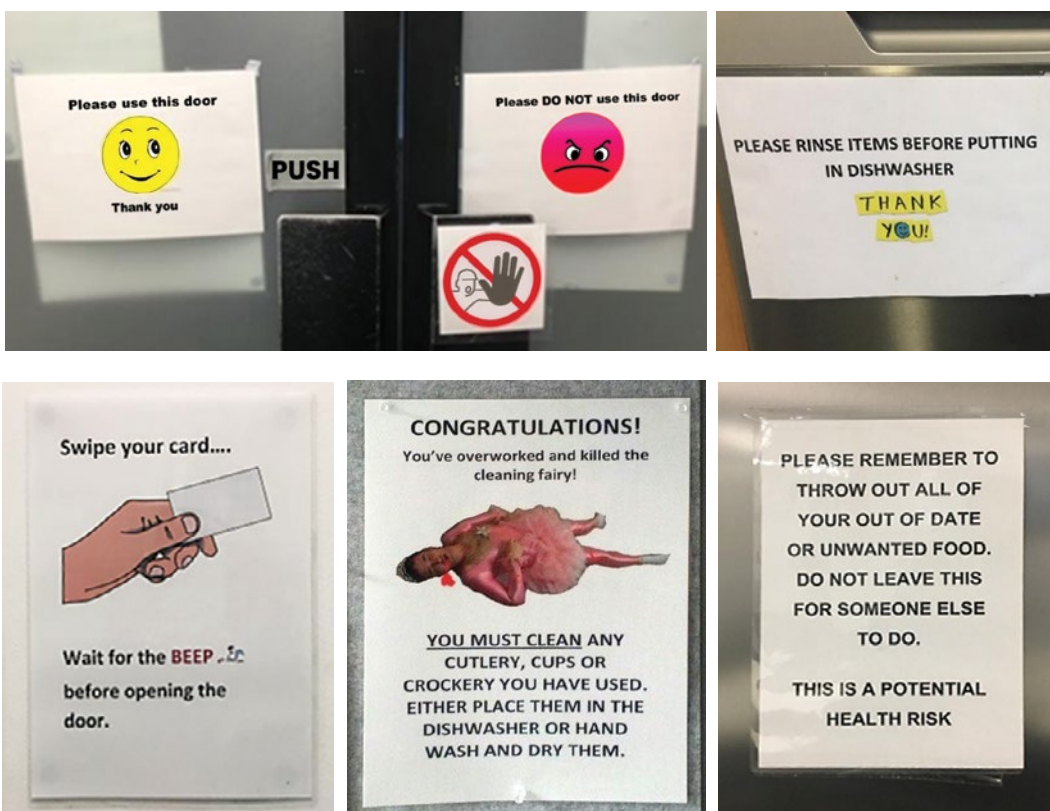 Please use this door
Thank you
PUSH
Please DO NOT use this door
PLEASE RINSE ITEMS BEFORE PUTTING
IN DISHWASHER
THANK
YOU!
Swipe your card....
Wait for the BEEP
before opening the
door.
CONGRATULATIONS!
You've overworked and killed the
cleaning fairy!
YOU MUST CLEAN ANY
CUTLERY, CUPS OR
CROCKERY YOU HAVE USED.
EITHER PLACE THEM IN THE
DISHWASHER OR HAND
WASH AND DRY THEM.
PLEASE REMEMBER TO
THROW OUT ALL OF
YOUR OUT OF DATE
OR UNWANTED FOOD.
DO NOT LEAVE THIS
FOR SOMEONE ELSE
TO DO.
THIS IS A POTENTIAL
HEALTH RISK